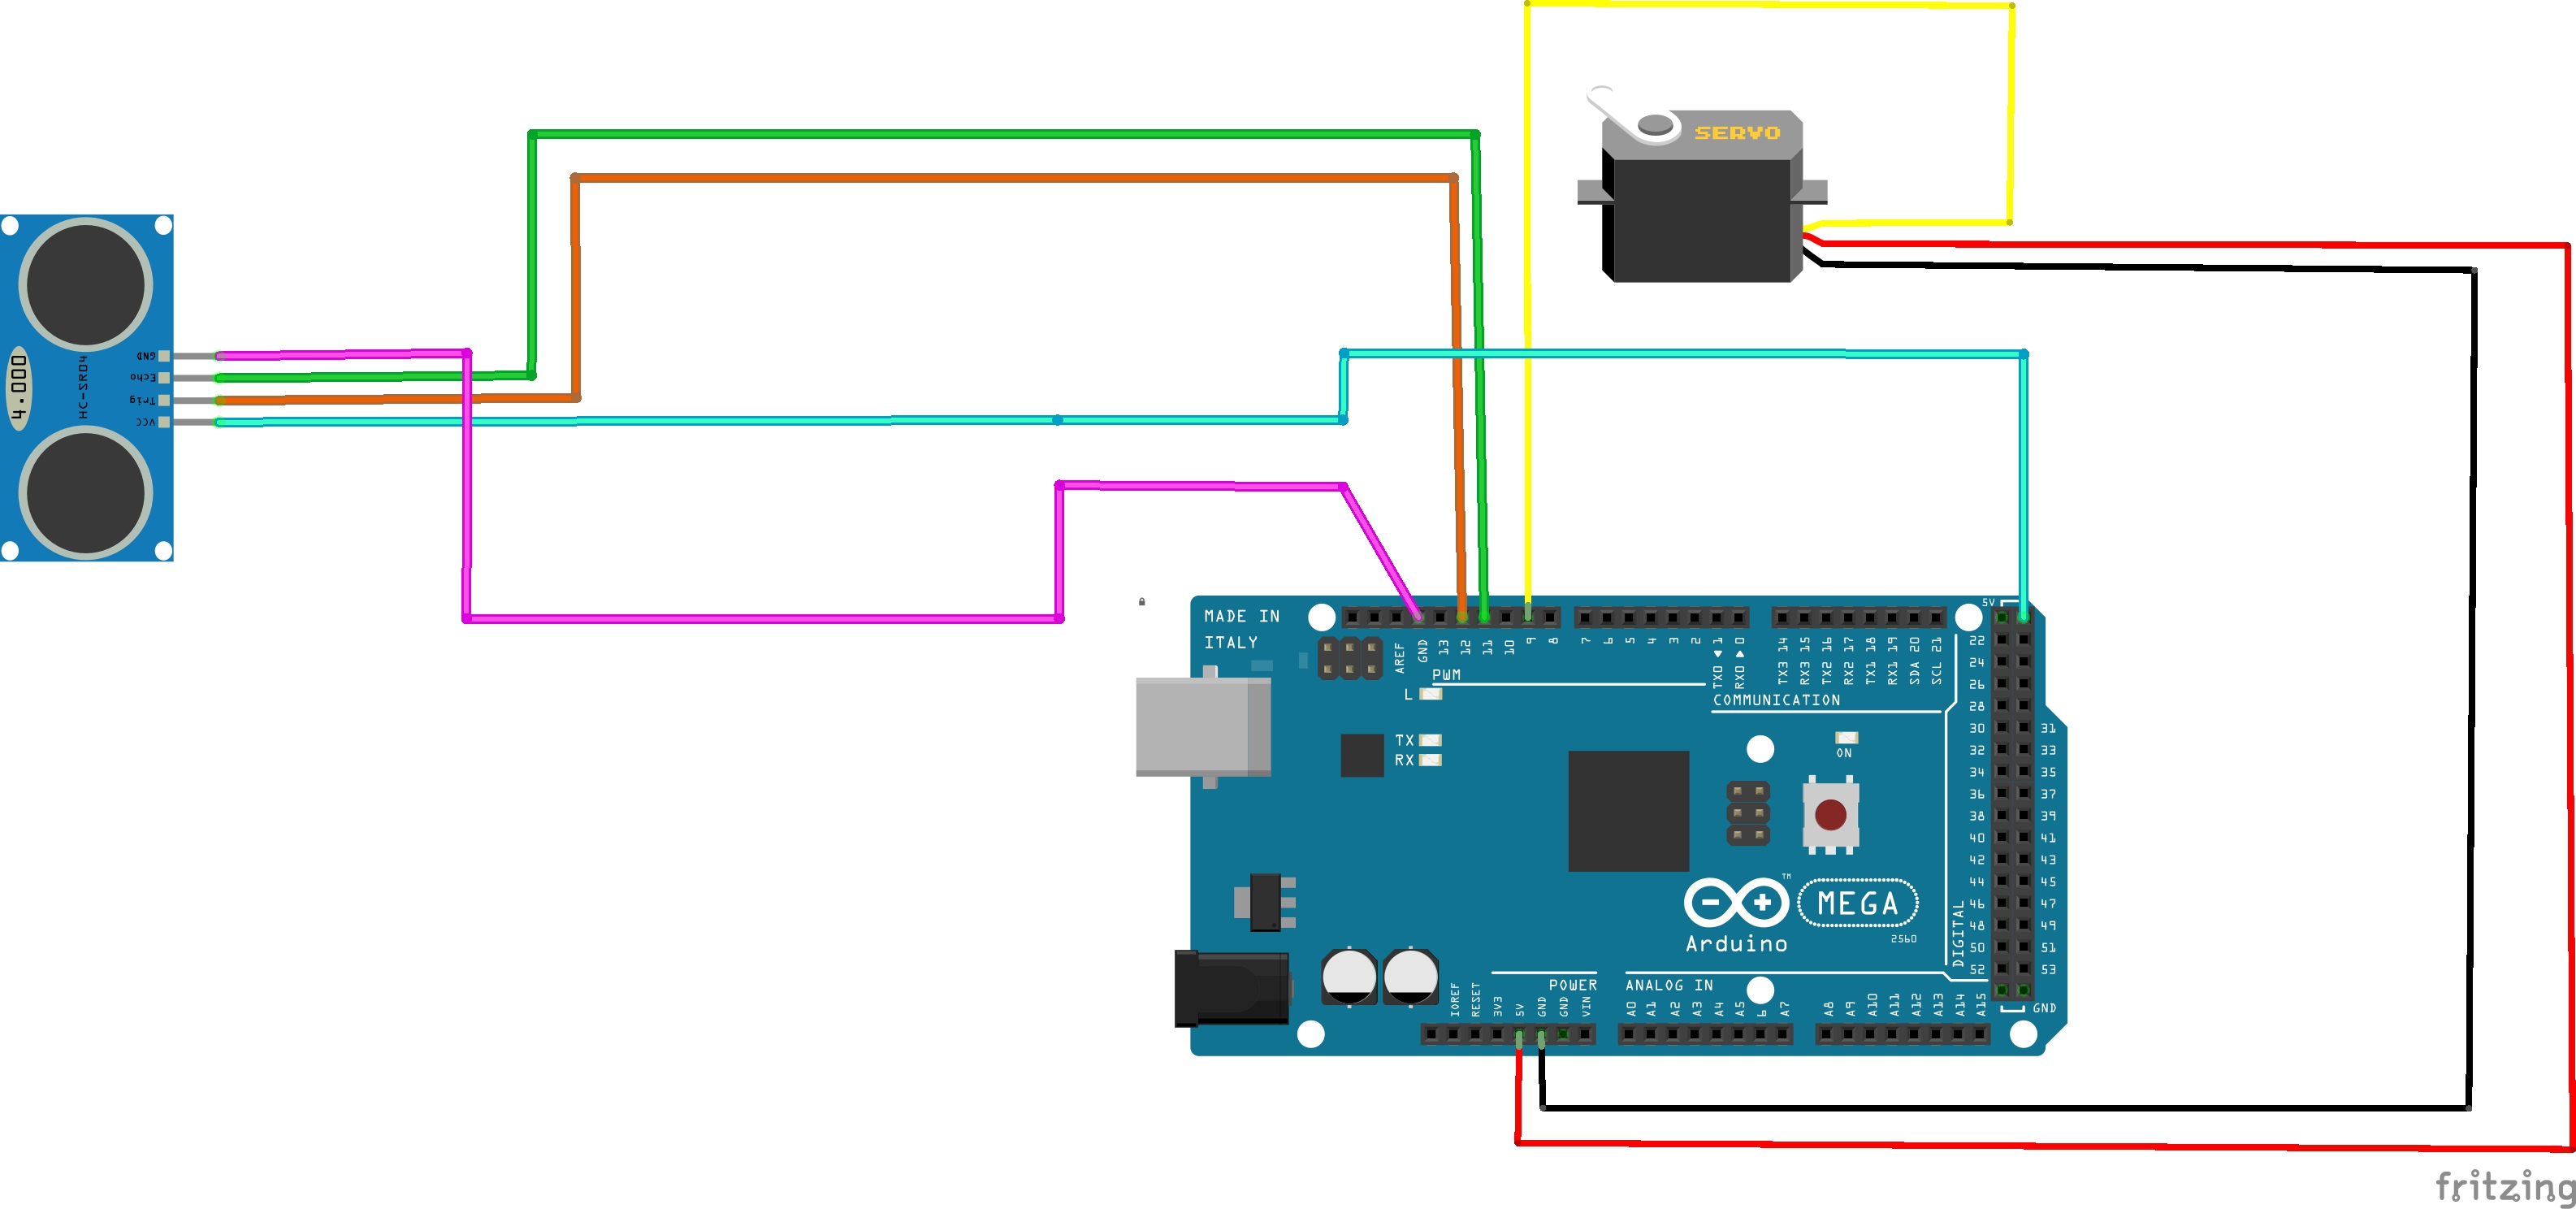 SERVO
GND
Echo
Trig
VCC
HC-SR04
4.000
MADE IN
ITALY
AREF
GND
13
12
11
10
9
8
7
6
5
4
3
2
TX0 ▶ 1
RX0 ◀ 0
TX3 14
RX3 15
TX2 16
RX2 17
TX1 18
RX1 19
SDA 20
SCL 21
5V
PWM
COMMUNICATION
L
TX
RX
ON
22
24
26
28
30 31
32 33
34 35
36 37
38 39
40 41
42 43
44 45
46 47
48 49
50 51
52 53
GND
DIGITAL
MEGA
TM
Arduino
2560
POWER
ANALOG IN
IOREF
RESET
3V3
5V
GND
GND
VIN
A0
A1
A2
A3
A4
A5
6
A7
A8
A9
A10
A11
A12
A13
A14
A15
fritzing